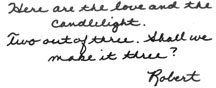 Here are the love and the
candlelight.
Two out of three. Shall we
make it three?
Robert